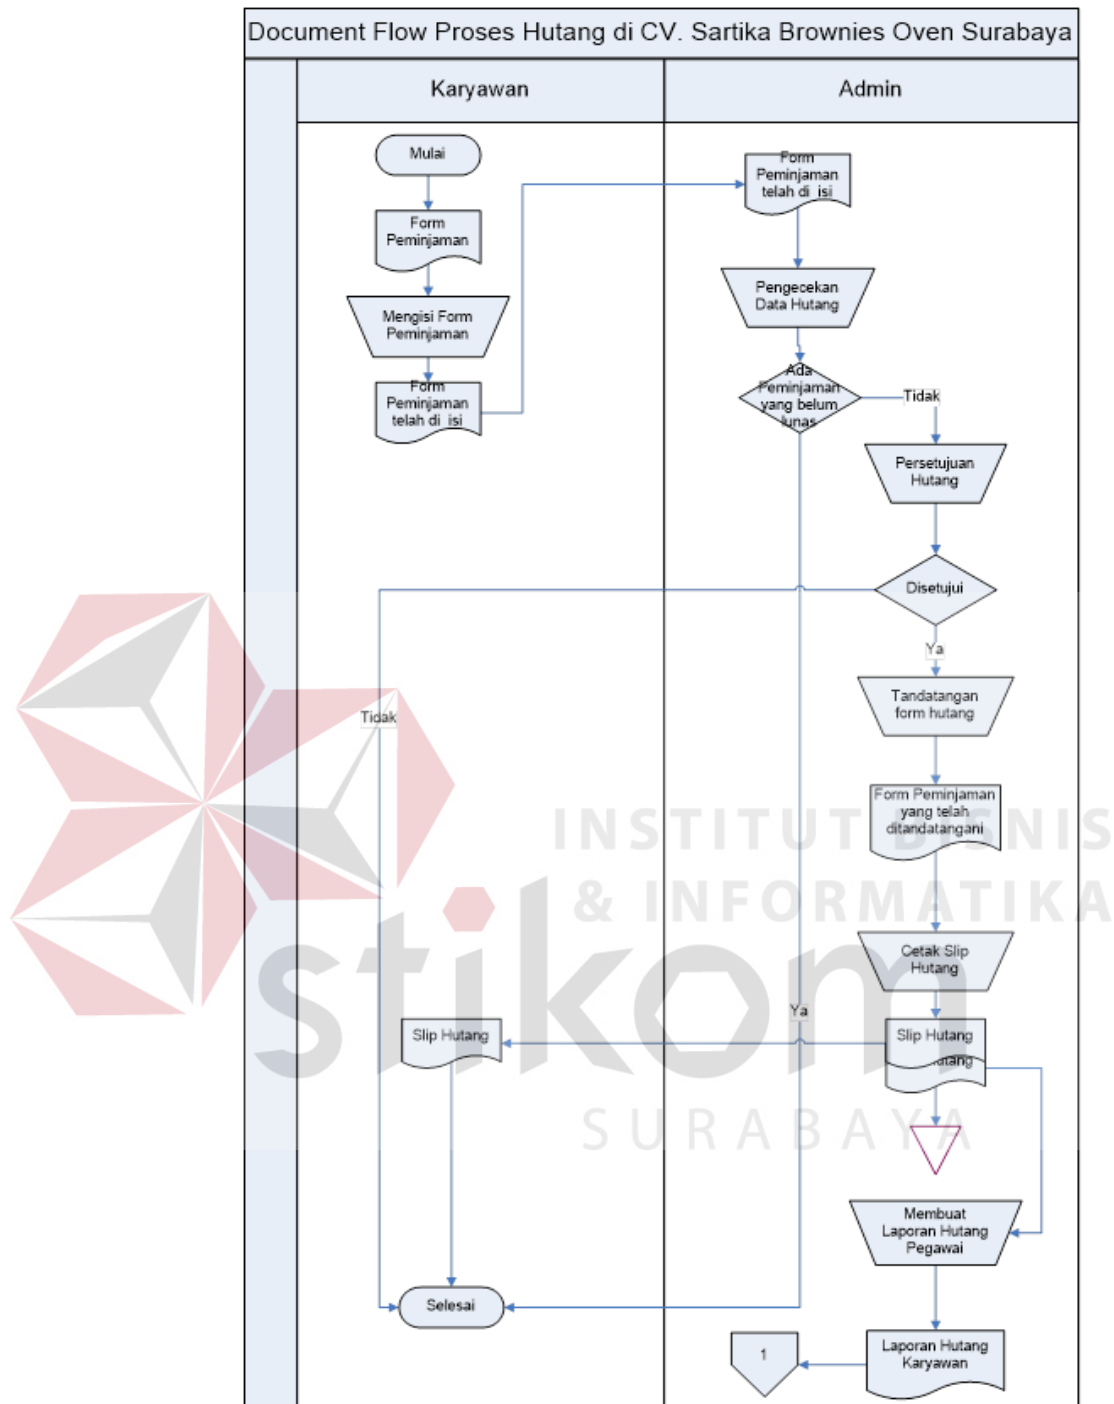 Document Flow Proses Hutang di CV. Sartika Brownies Oven Surabaya
Karyawan
Admin
Mulai
Form
Peminjaman
Mengisi Form
Peminjaman
Form
Peminjaman
telah di isi
Form
Peminjaman
telah di isi
Pengecekan
Data Hutang
Ada
Peminjaman
yang belum
lunas
Tidak
Persetujuan
Hutang
Disetujui
Ya
Tidak
Tandatangan
form hutang
Form Peminjaman
yang telah
ditandatangani
Cetak Slip
Hutang
Ya
Slip Hutang
Slip Hutang
utang
Membuat
Laporan Hutang
Pegawai
Selesai
Laporan Hutang
Karyawan
1
INSTITUT B SNIS
& INFORMATIKA
stikom
SURABAYA